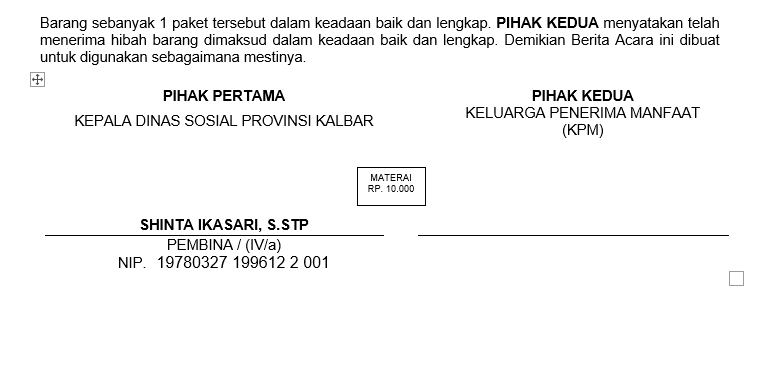 Barang sebanyak 1 paket tersebut dalam keadaan baik dan lengkap. PIHAK KEDUA menyatakan telah
menerima hibah barang dimaksud dalam keadaan baik dan lengkap. Demikian Berita Acara ini dibuat
untuk digunakan sebagaimana mestinya.
PIHAK PERTAMA
KEPALA DINAS SOSIAL PROVINSI KALBAR
PIHAK KEDUA
KELUARGA PENERIMA MANFAAT
(KPM)
MATERAI
RP. 10.000
SHINTA IKASARI, S.STP
PEMBINA / (IV/a)
NIP. 19780327 199612 2 001